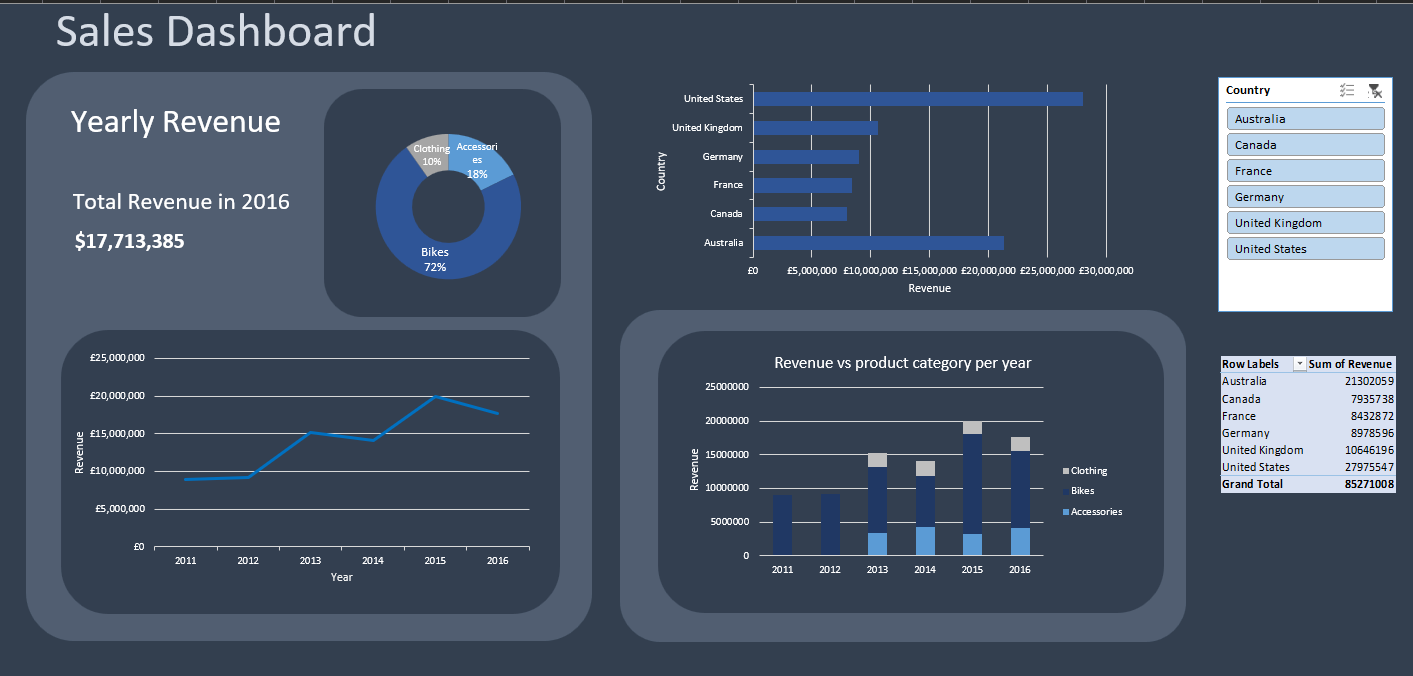 Sales Dashboard
Yearly Revenue
Total Revenue in 2016
$17,713,385
Clothing
10%
Accessori
es
18%
Bikes
72%
£25,000,000
£20,000,000
£15,000,000
£10,000,000
£5,000,000
£0
Revenue
2011 2012 2013 2014 2015 2016
Year
United States
United Kingdom
Germany
France
Canada
Australia
Country
£0 £5,000,000 £10,000,000 £15,000,000 £20,000,000 £25,000,000 £30,000,000
Revenue
Revenue vs product category per year
25000000
20000000
15000000
10000000
5000000
0
Revenue
2011 2012 2013 2014 2015 2016
Clothing
Bikes
Accessories
Country
Australia
Canada
France
Germany
United Kingdom
United States
Row Labels Sum of Revenue
Australia 21302059
Canada 7935738
France 8432872
Germany 8978596
United Kingdom 10646196
United States 27975547
Grand Total 85271008